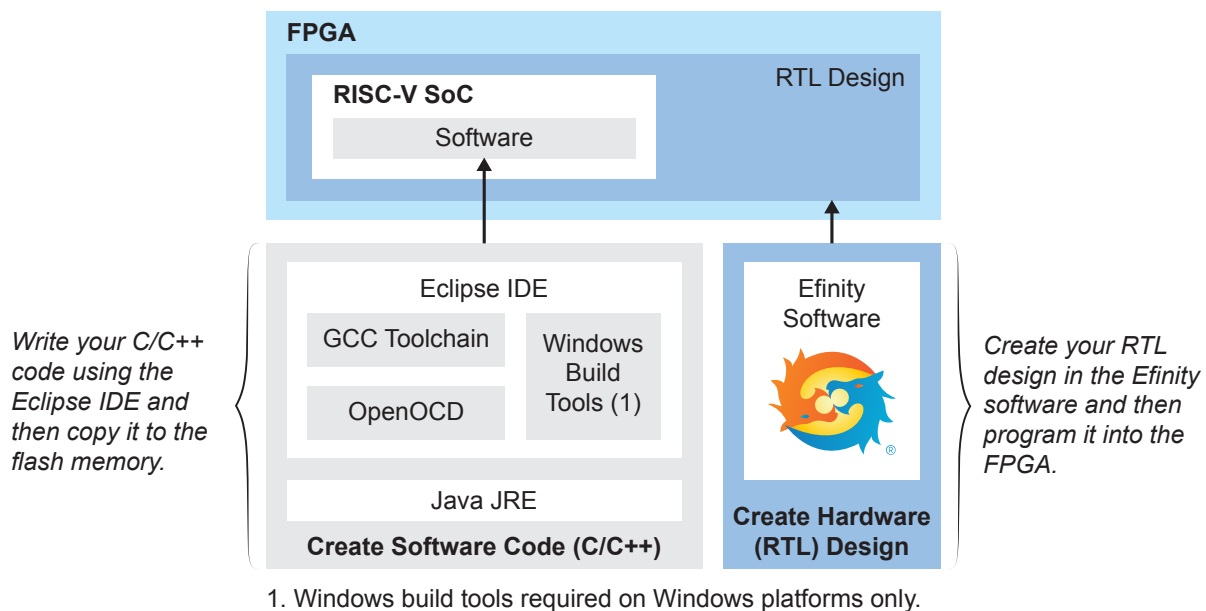 FPGA
RTL Design
RISC-V SoC
Software
Write your C/C++
code using the
Eclipse IDE and
then copy it to the
flash memory.
Eclipse IDE
GCC Toolchain
OpenOCD
Windows
Build
Tools (1)
Java JRE
Create Software Code (C/C++)
Efinity
Software
®
Create Hardware
(RTL) Design
Create your RTL
design in the Efinity
software and then
program it into the
FPGA.
1. Windows build tools required on Windows platforms only.